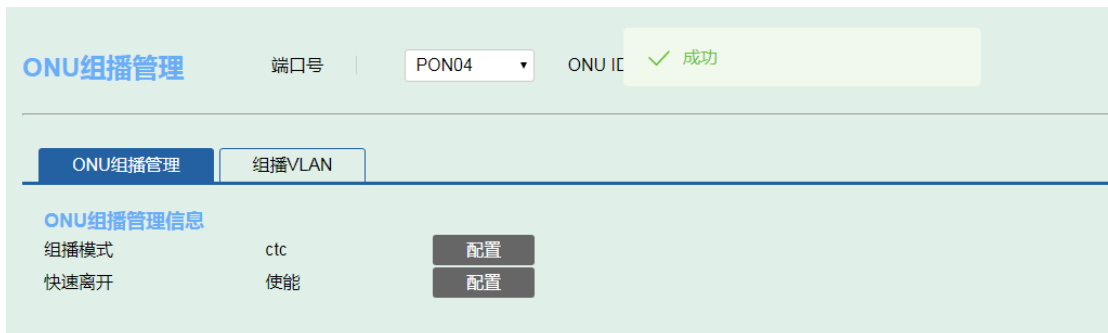 ONU组播管理 端口号 PON04 ONU ID 成功
ONU组播管理 组播VLAN
ONU组播管理信息
组播模式 ctc 配置
快速离开 使能 配置